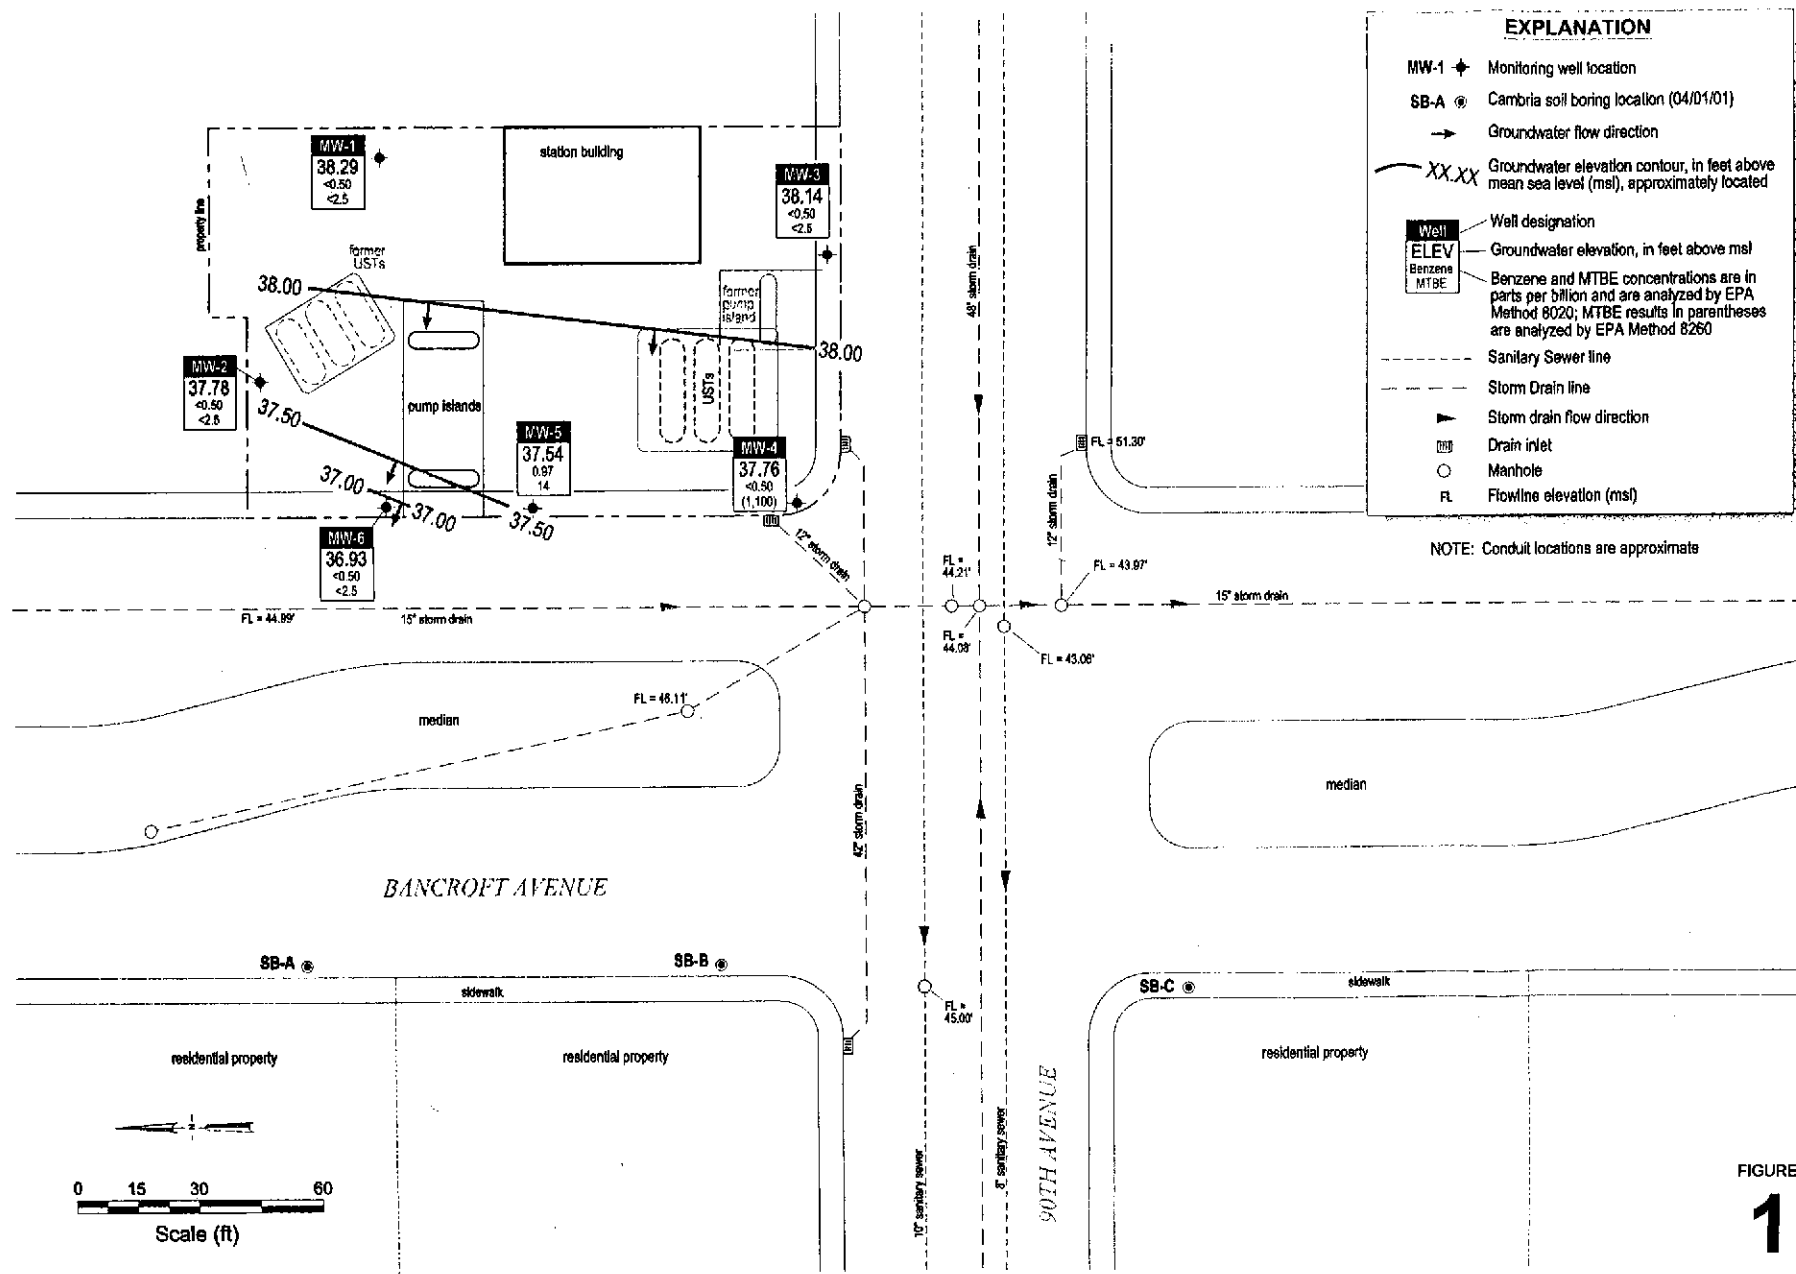 EXPLANATION
MW-1 Monitoring well location
SB-A Cambria soil boring location (04/01/01)
Groundwater flow direction
XX.XX Groundwater elevation contour, in feet above
mean sea level (msl), approximately located
Well
ELEV
Benzene
MTBE
Well designation
Groundwater elevation, in feet above msl
Benzene and MTBE concentrations are in
parts per billion and are analyzed by EPA
Method 8020; MTBE results in parentheses
are analyzed by EPA Method 8260
Sanitary Sewer line
Storm Drain line
Storm drain flow direction
Drain inlet
Manhole
FL Flowline elevation (msl)
NOTE: Conduit locations are approximate
MW-1
38.29
<0.50
<2.5
station building
MW-3
38.14
<0.50
<2.5
property line
former
USTs
38.00
former
pump
island
38.00
48" storm drain
MW-2
37.78
<0.50
<2.5
37.50
pump islands
USTs
MW-5
37.54
0.97
14
MW-4
37.76
<0.50
(1,100)
37.00
37.00
37.50
MW-6
36.93
<0.50
<2.5
FL = 51.30'
12" storm drain
12" storm drain
FL =
44.21'
FL = 43.97'
15" storm drain
FL = 44.99'
15" storm drain
FL =
44.08'
FL = 43.06'
FL = 46.11'
median
median
42" storm drain
BANCROFT AVENUE
SB-A
SB-B
sidewalk
FL =
45.00'
SB-C
sidewalk
residential property
residential property
residential property
10" sanitary sewer
8" sanitary sewer
90TH AVENUE
0 15 30 60
Scale (ft)
FIGURE
1